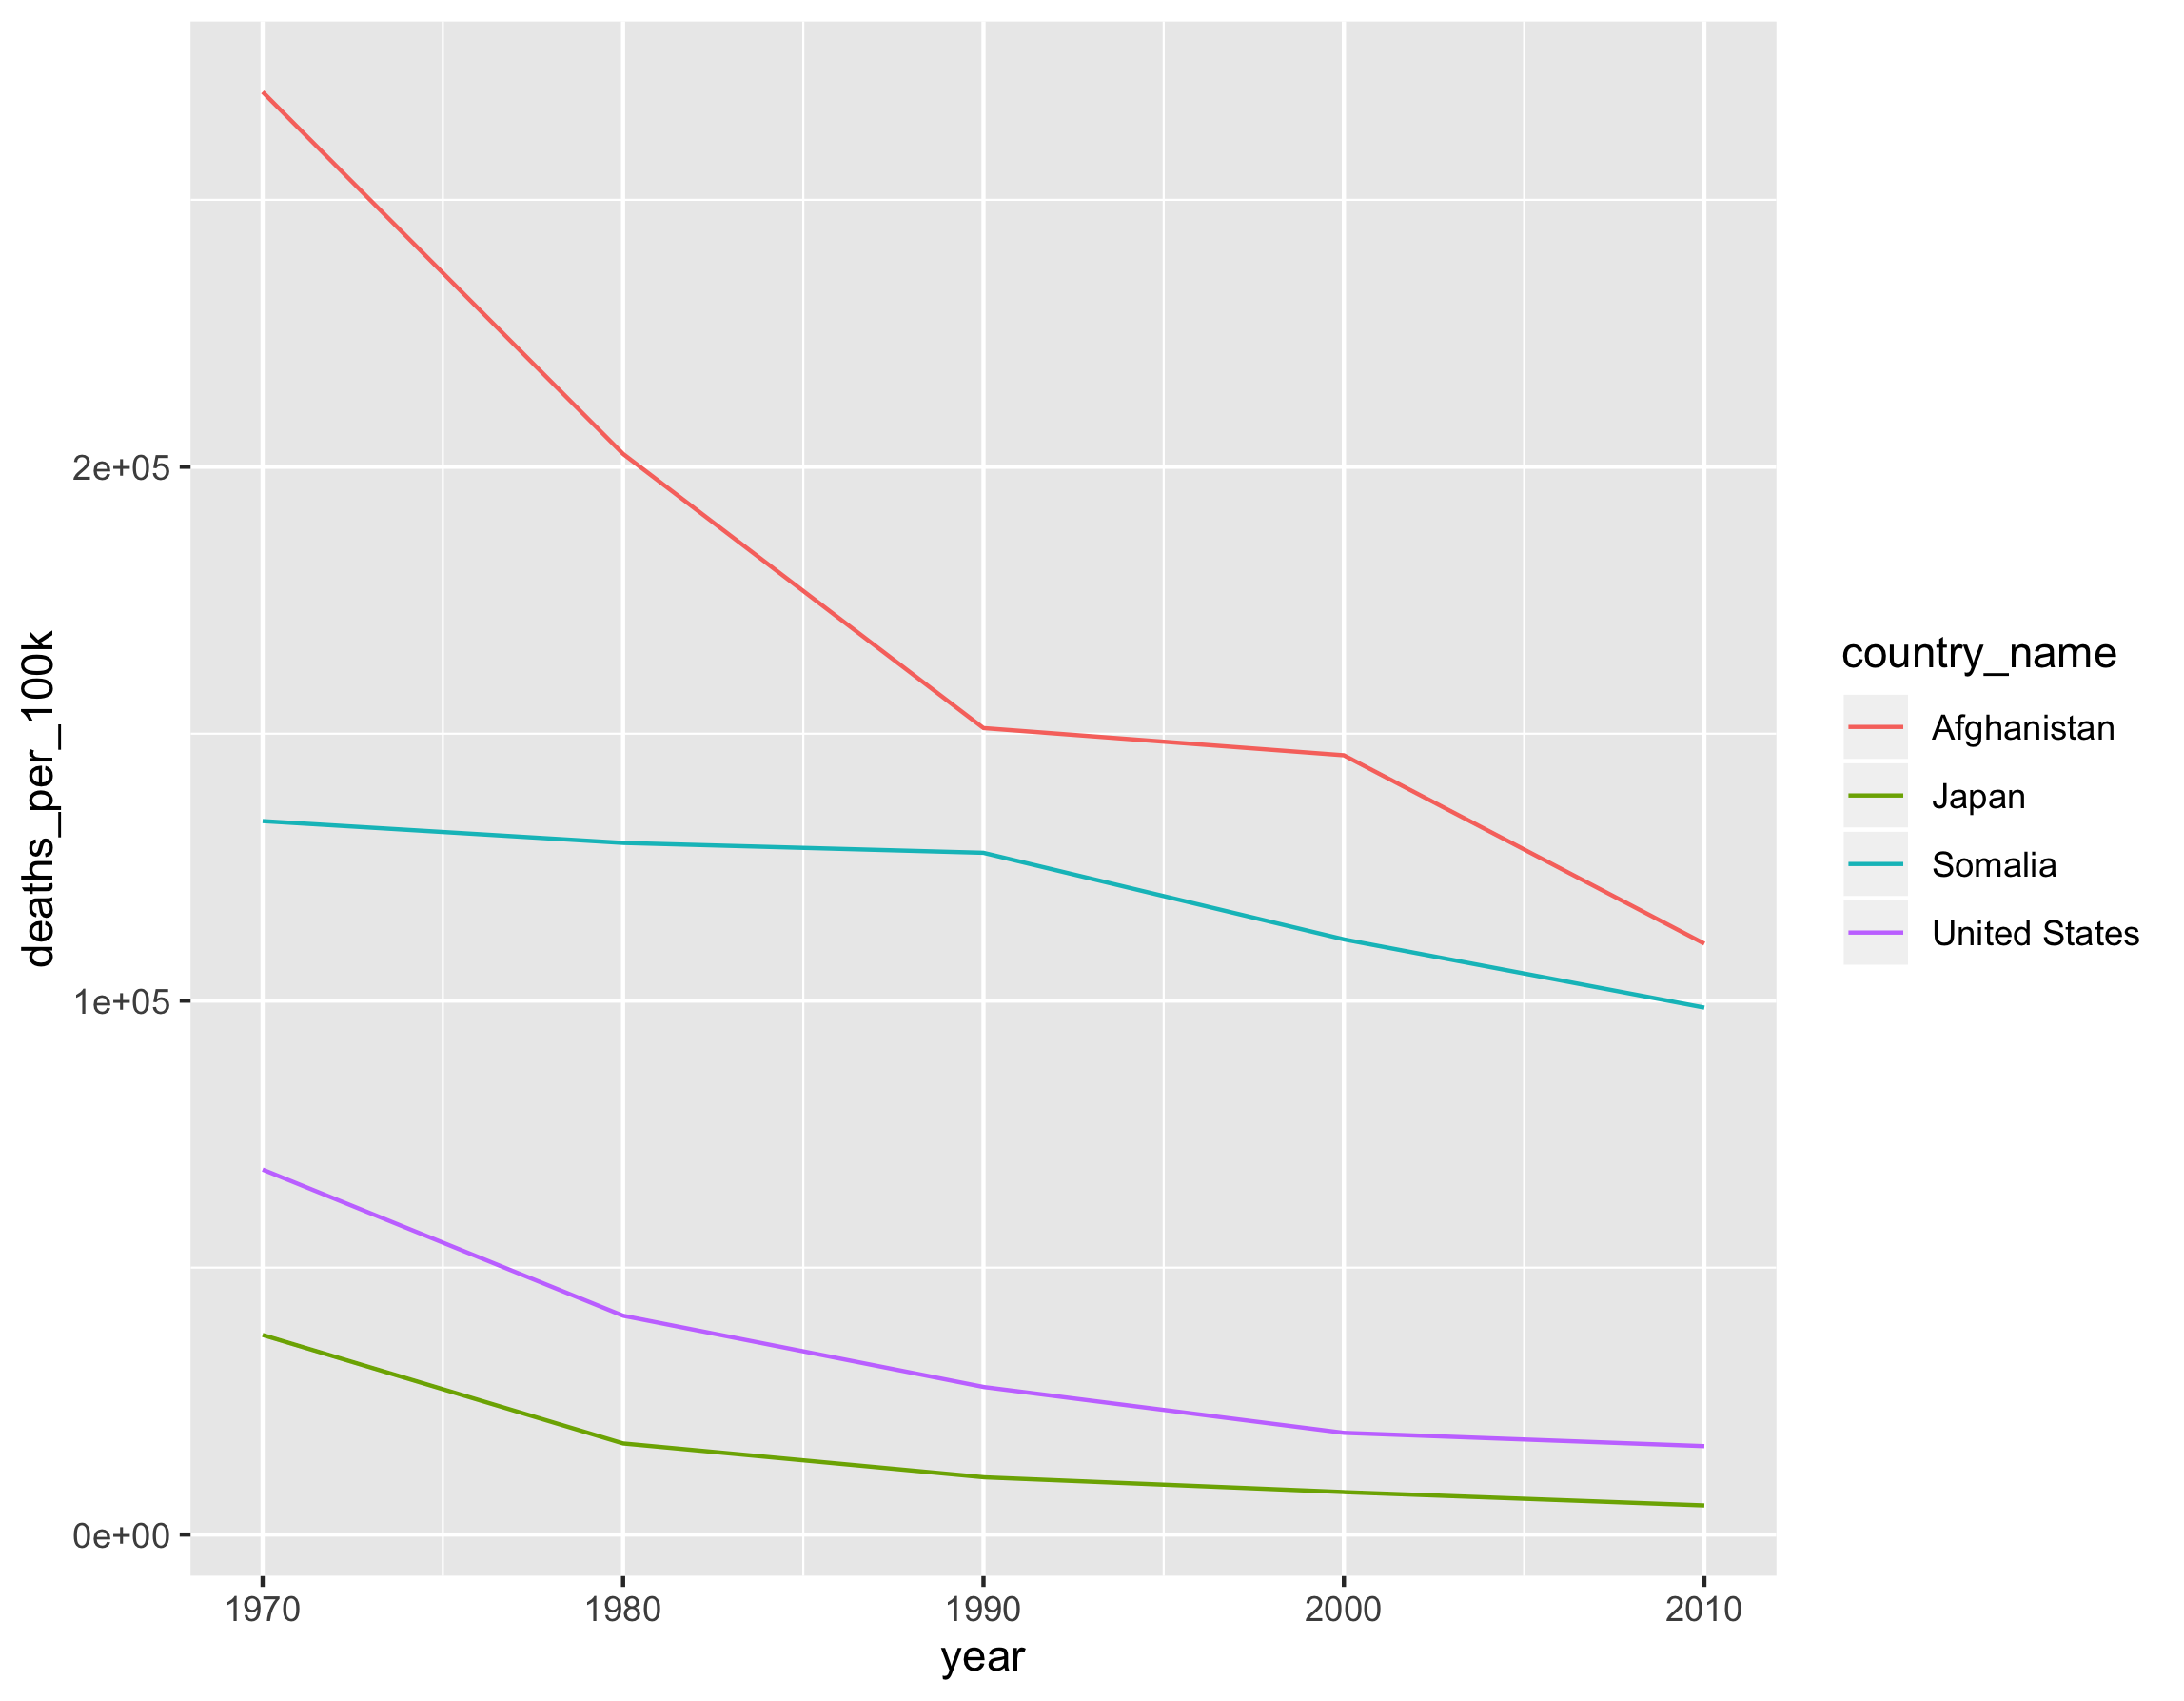 deaths_per_100k
2e+05
1e+05
0e+00
1970
1980
1990
2000
2010
year
country_name
Afghanistan
Japan
Somalia
United States